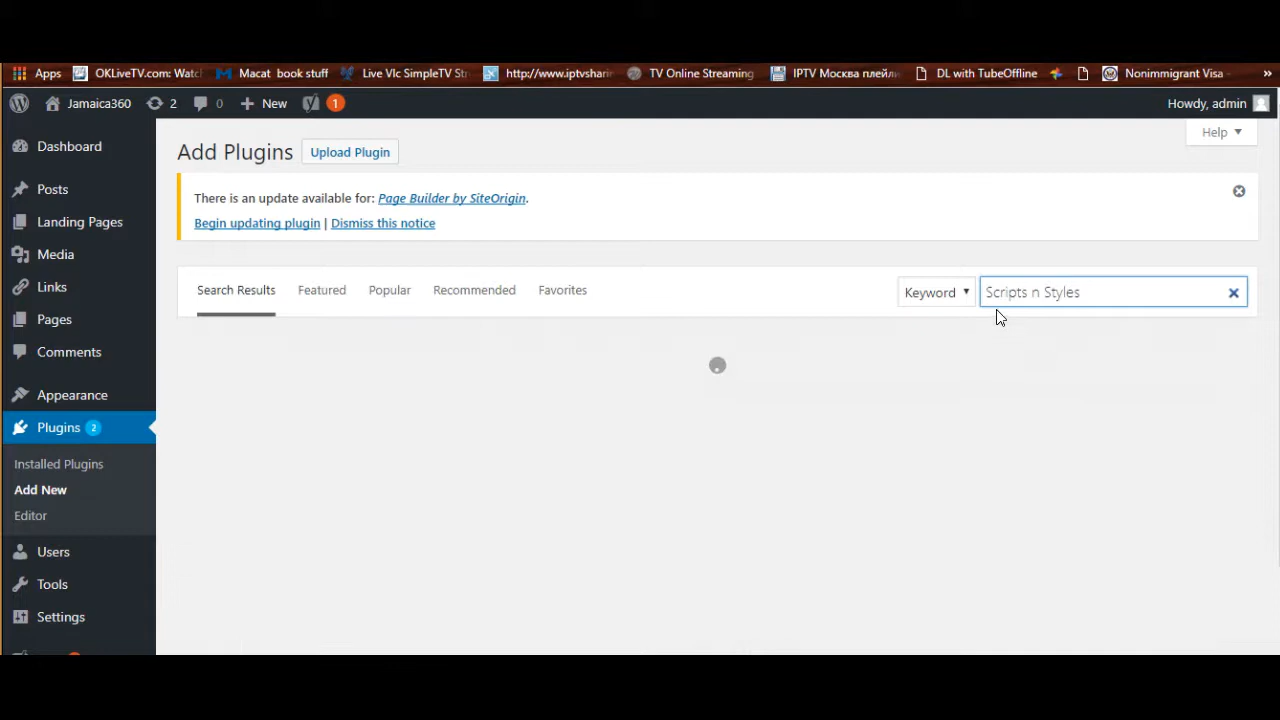 Apps OKLiveTV.com: Watc Macat book stuff Live Vlc SimpleTV Str http://www.iptvsharin TV Online Streaming IPTV Москва плейли DL with TubeOffline Nonimmigrant Visa - »
Jamaica360 2 0 New 1 Howdy, admin
Help
Dashboard
Posts
Landing Pages
Media
Links
Pages
Comments
Appearance
Plugins 2
Installed Plugins
Add New
Editor
Users
Tools
Settings
Add Plugins Upload Plugin
There is an update available for: Page Builder by SiteOrigin.
Begin updating plugin | Dismiss this notice
Search Results Featured Popular Recommended Favorites Keyword Scripts n Styles